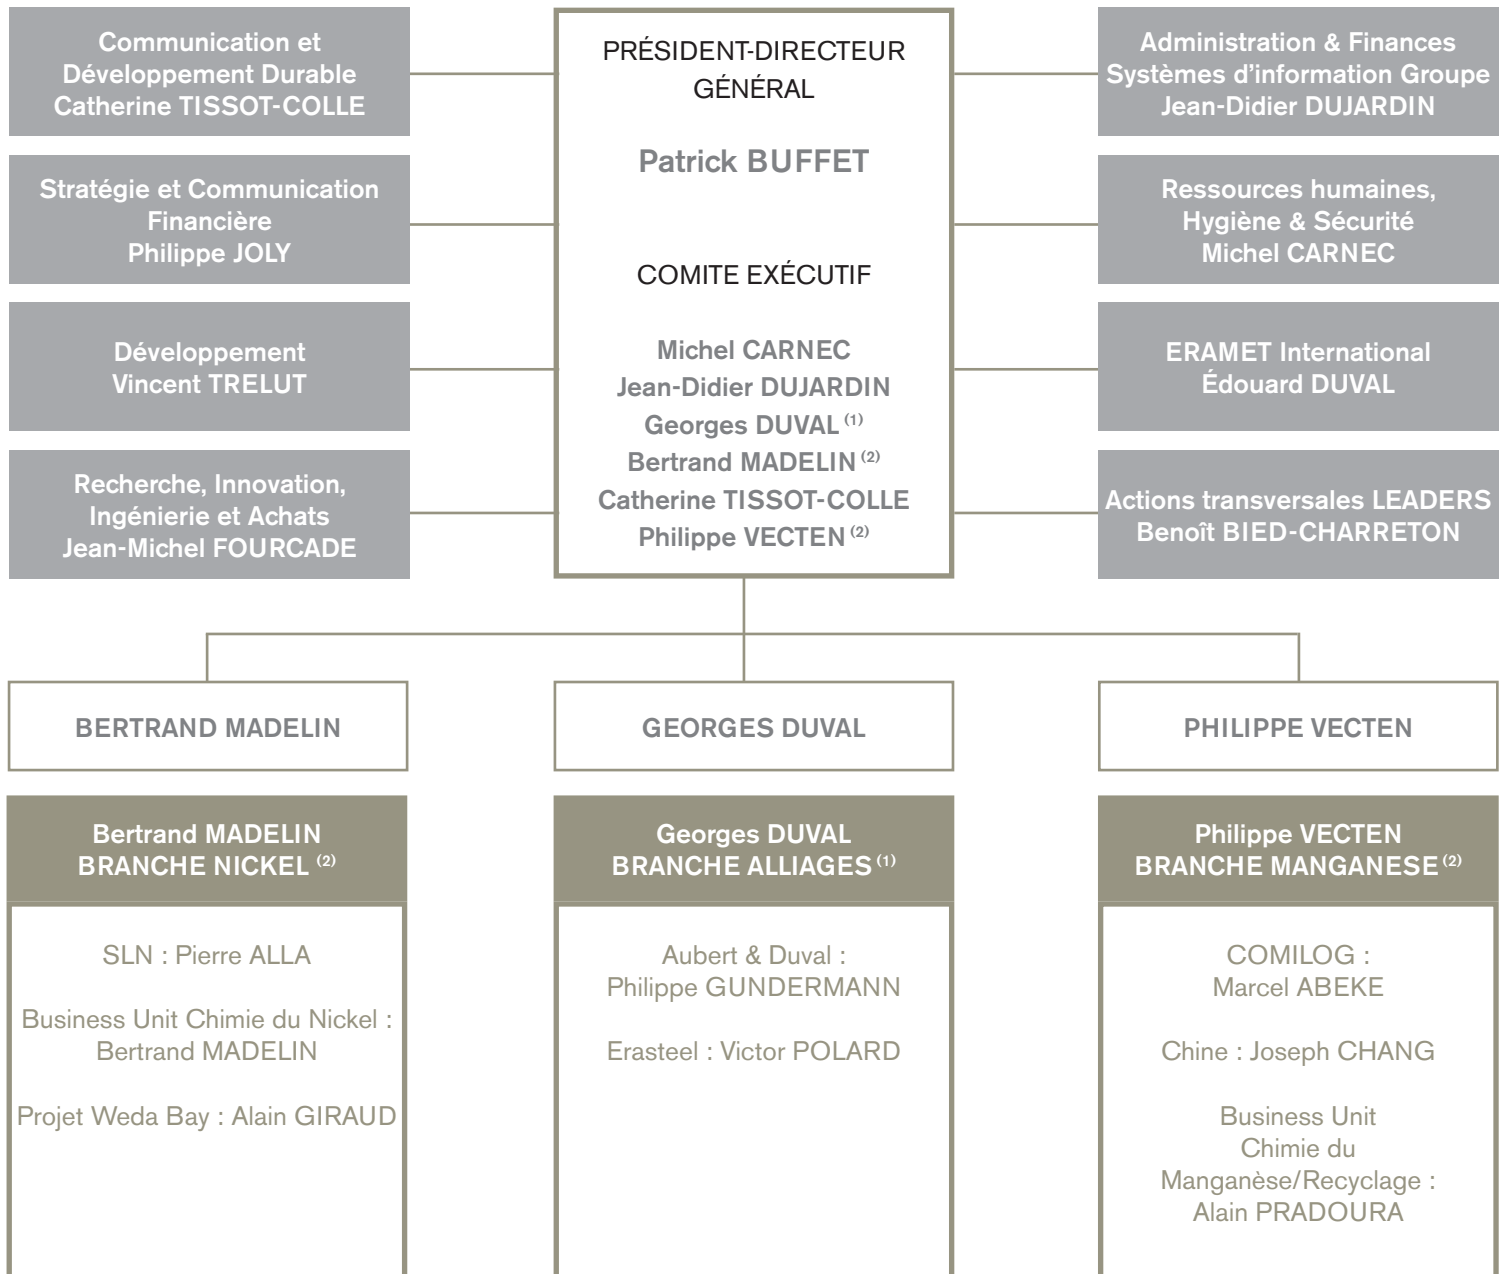 Communication et
Développement Durable
Catherine TISSOT-COLLE
Stratégie et Communication
Financière
Philippe JOLY
Développement
Vincent TRELUT
Recherche, Innovation,
Ingénierie et Achats
Jean-Michel FOURCADE
PRÉSIDENT-DIRECTEUR
GÉNÉRAL
Patrick BUFFET
COMITE EXÉCUTIF
Michel CARNEC
Jean-Didier DUJARDIN
Georges DUVAL (1)
Bertrand MADELIN (2)
Catherine TISSOT-COLLE
Philippe VECTEN (2)
Administration & Finances
Systèmes d'information Groupe
Jean-Didier DUJARDIN
Ressources humaines,
Hygiène & Sécurité
Michel CARNEC
ERAMET International
Édouard DUVAL
Actions transversales LEADERS
Benoît BIED-CHARRETON
BERTRAND MADELIN
Bertrand MADELIN
BRANCHE NICKEL (2)
SLN : Pierre ALLA
Business Unit Chimie du Nickel :
Bertrand MADELIN
Projet Weda Bay : Alain GIRAUD
GEORGES DUVAL
Georges DUVAL
BRANCHE ALLIAGES (1)
Aubert & Duval :
Philippe GUNDERMANN
Erasteel : Victor POLARD
PHILIPPE VECTEN
Philippe VECTEN
BRANCHE MANGANESE (2)
COMILOG :
Marcel ABEKE
Chine : Joseph CHANG
Business Unit
Chimie du
Manganèse/Recyclage :
Alain PRADOURA